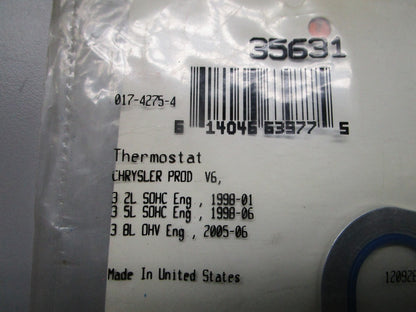 35631
017-4275-4
6 14046 63977 5
Thermostat
CHRYSLER PROD V6,
3 2L SOHC Eng , 1998-01
3 5L SOHC Eng , 1998-06
3 8L OHV Eng , 2005-06
Made In United States